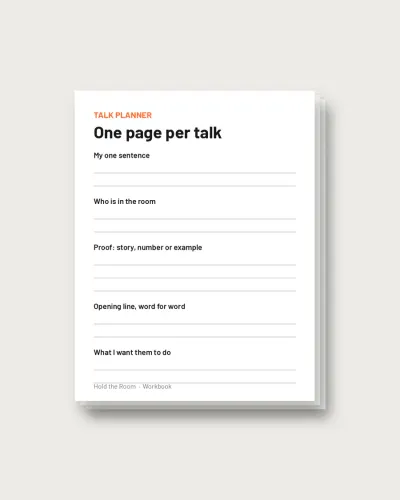 TALK PLANNER
One page per talk
My one sentence
Who is in the room
Proof: story, number or example
Opening line, word for word
What I want them to do
Hold the Room · Workbook